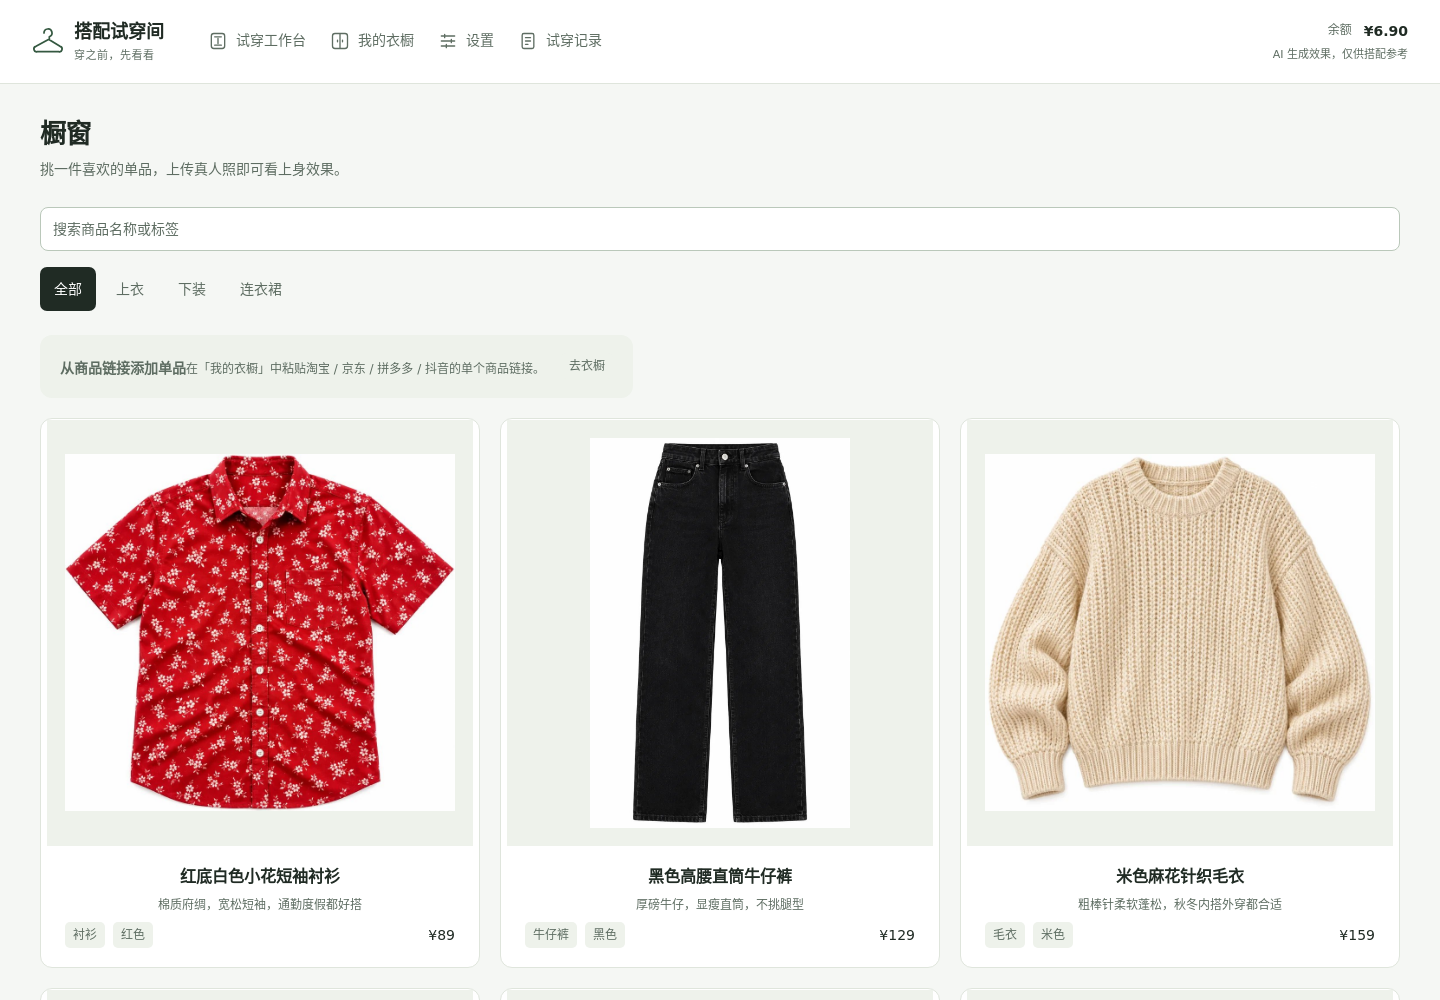 搭配试穿间
穿之前，先看看
试穿工作台
我的衣橱
设置
试穿记录
余额 ¥6.90
AI 生成效果，仅供搭配参考
橱窗
挑一件喜欢的单品，上传真人照即可看上身效果。
搜索商品名称或标签
全部
上衣
下装
连衣裙
从商品链接添加单品在「我的衣橱」中粘贴淘宝 / 京东 / 拼多多 / 抖音的单个商品链接。
去衣橱
红底白色小花短袖衬衫
棉质府绸，宽松短袖，通勤度假都好搭
衬衫 红色 ¥89
黑色高腰直筒牛仔裤
厚磅牛仔，显瘦直筒，不挑腿型
牛仔裤 黑色 ¥129
米色麻花针织毛衣
粗棒针柔软蓬松，秋冬内搭外穿都合适
毛衣 米色 ¥159